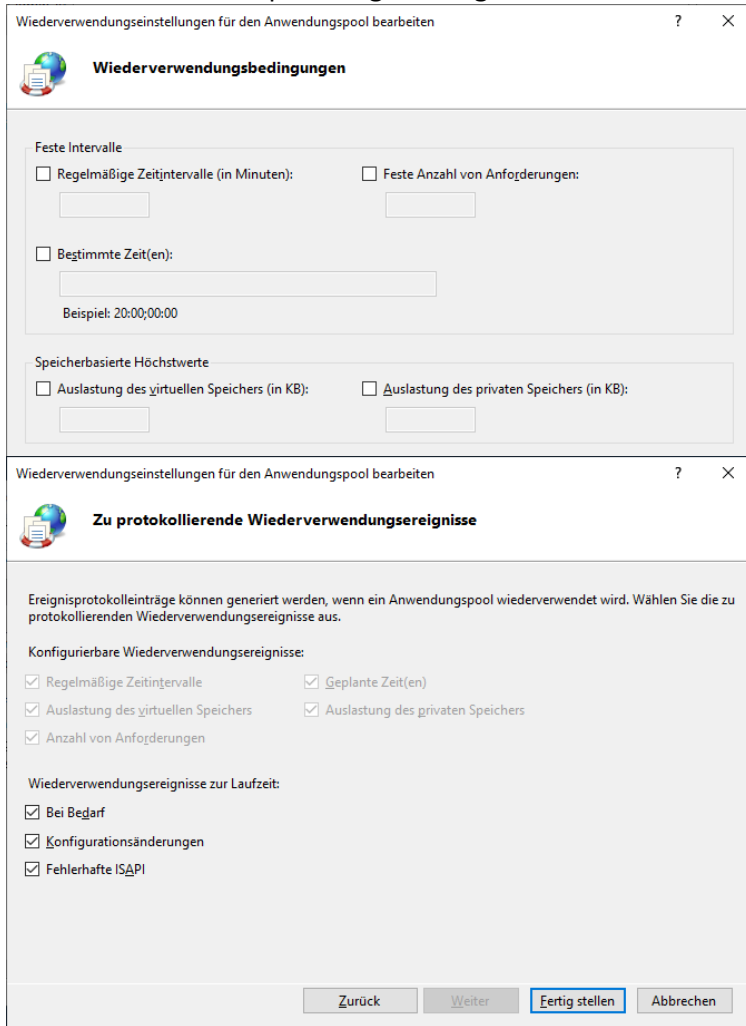 Wiederverwendungseinstellungen für den Anwendungspool bearbeiten ? ×
Wiederverwendungsbedingungen
Feste Intervalle
Regelmäßige Zeitintervalle (in Minuten): Feste Anzahl von Anforderungen:
Bestimmte Zeit(en):
Beispiel: 20:00;00:00
Speicherbasierte Höchstwerte
Auslastung des virtuellen Speichers (in KB): Auslastung des privaten Speichers (in KB):
Wiederverwendungseinstellungen für den Anwendungspool bearbeiten ? ×
Zu protokollierende Wiederverwendungsereignisse
Ereignisprotokolleinträge können generiert werden, wenn ein Anwendungspool wiederverwendet wird. Wählen Sie die zu
protokollierenden Wiederverwendungsereignisse aus.
Konfigurierbare Wiederverwendungsereignisse:
Regelmäßige Zeitintervalle Geplante Zeit(en)
Auslastung des virtuellen Speichers Auslastung des privaten Speichers
Anzahl von Anforderungen
Wiederverwendungsereignisse zur Laufzeit:
Bei Bedarf
Konfigurationsänderungen
Fehlerhafte ISAPI
Zurück Weiter Fertig stellen Abbrechen